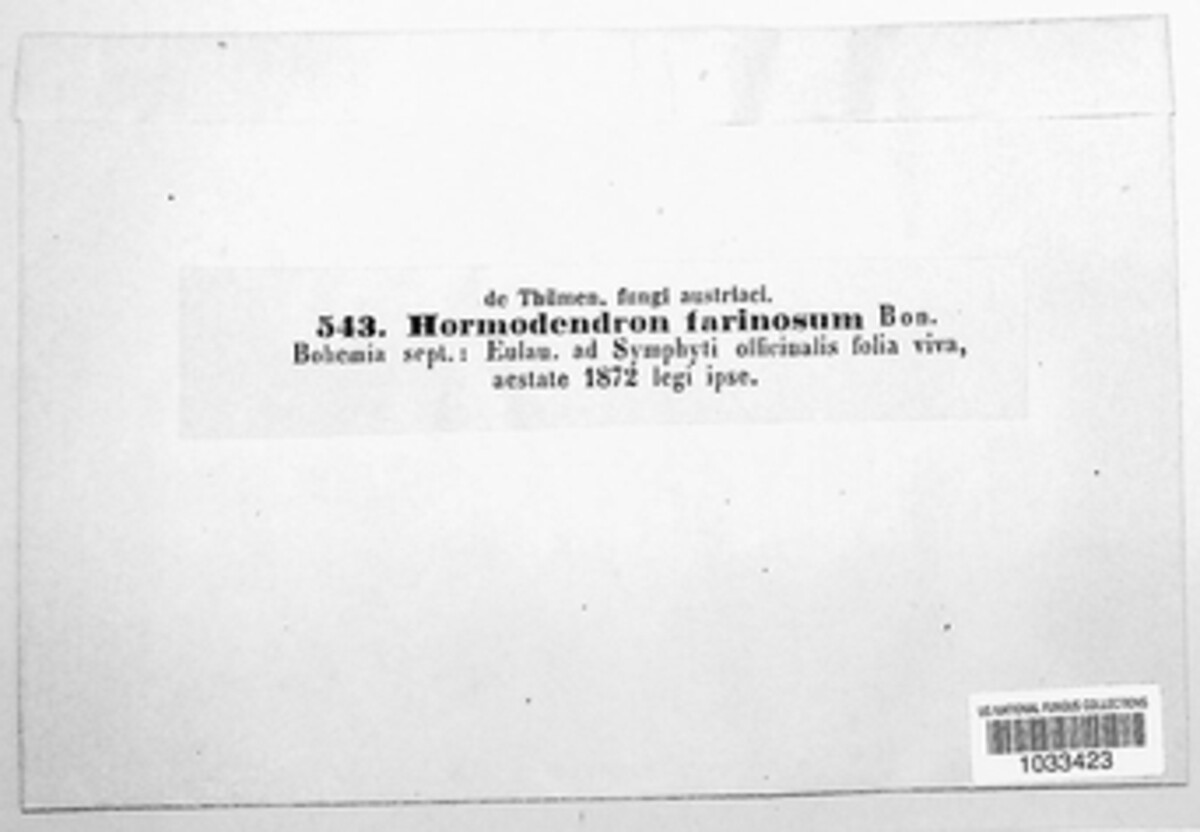 de Thümen. fungi austriaci.
543. Hormodendron farinosum Bon.
Bohemia sept.: Eulau. ad Symphyti officinalis folia viva,
aestate 1872 legi ipse.
US NATIONAL FUNGUS COLLECTIONS
1033423